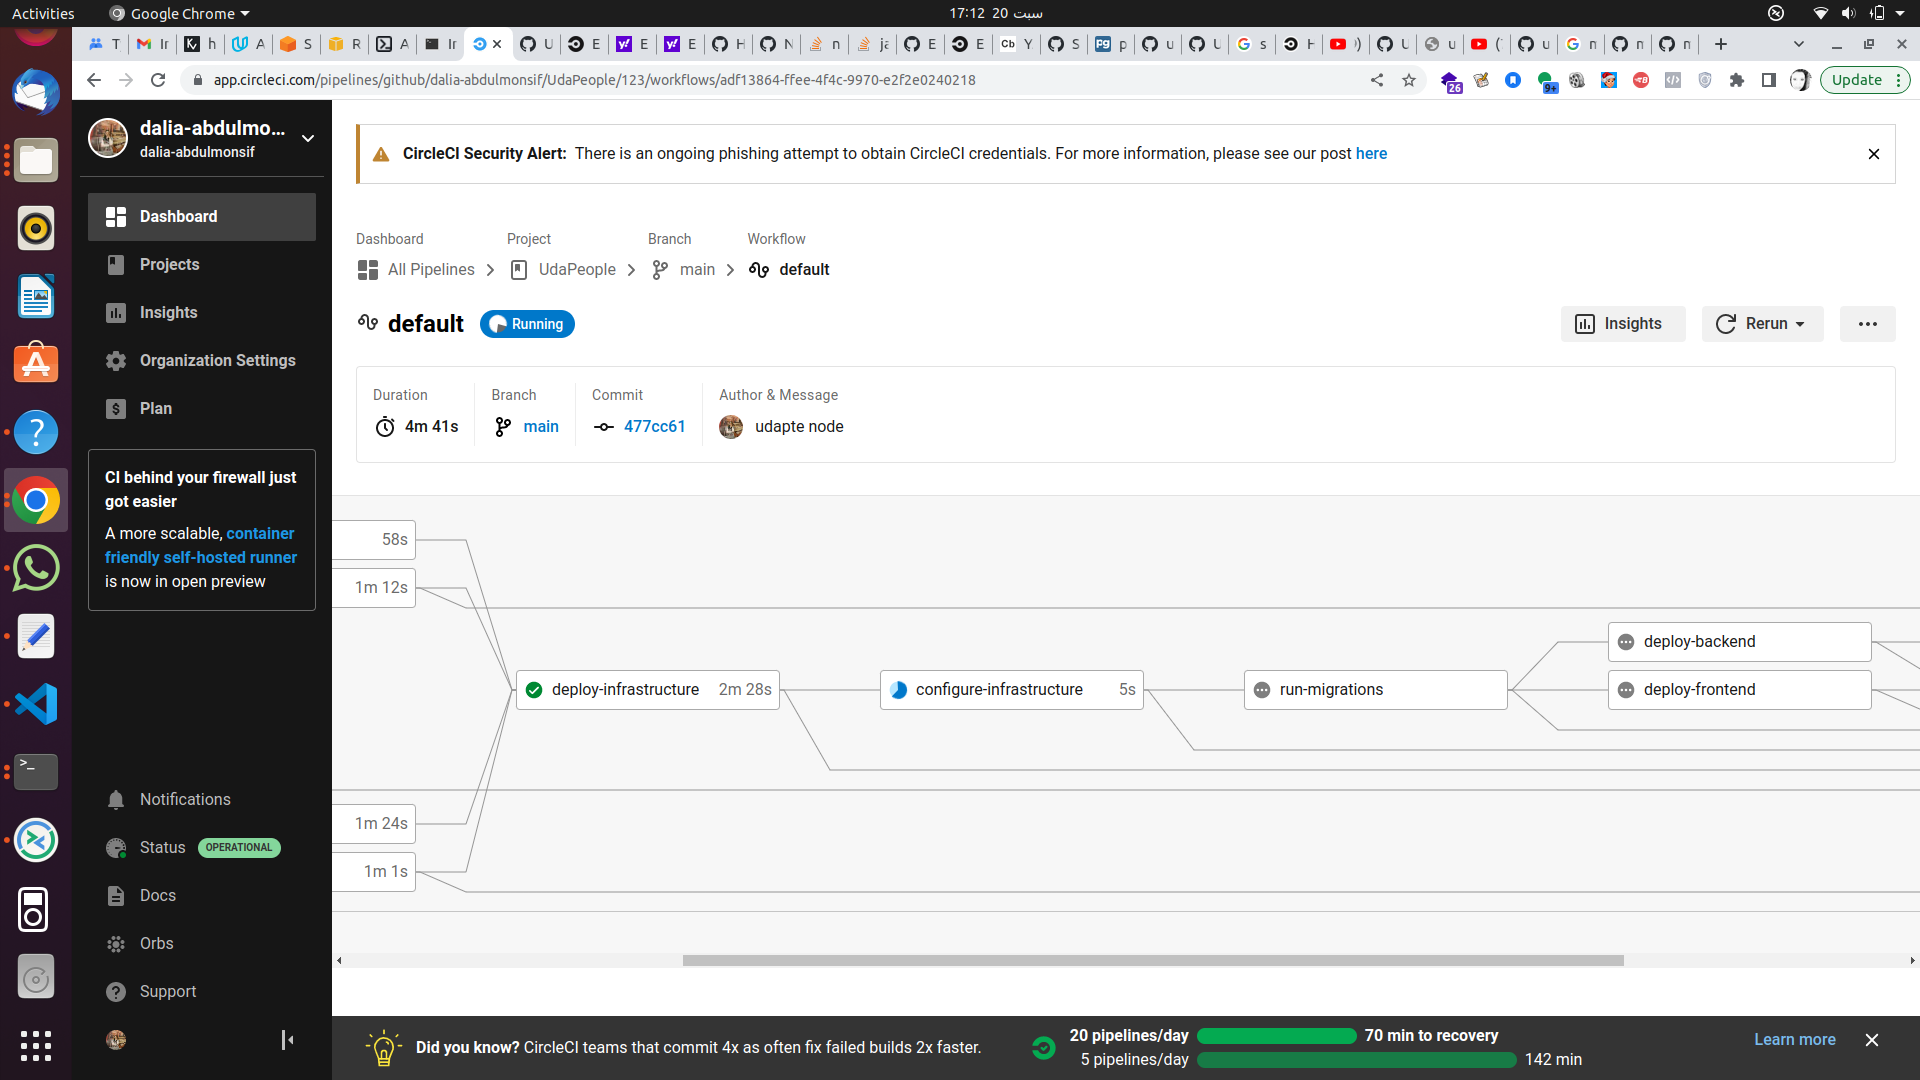 Activities
Google Chrome
17:12  20 سبت
T
Ir
h
A
S
R
A
Ir
U
E
E
E
H
N
n
ja
E
E
Y
S
p
u
U
s
H
)
U
u
(
u
n
n
n
app.circleci.com/pipelines/github/dalia-abdulmonsif/UdaPeople/123/workflows/adf13864-ffee-4f4c-9970-e2f2e0240218
26
9+
Update
dalia-abdulmo...
dalia-abdulmonsif
Dashboard
Projects
Insights
Organization Settings
Plan
CI behind your firewall just
got easier
A more scalable, container
friendly self-hosted runner
is now in open preview
Notifications
Status OPERATIONAL
Docs
Orbs
Support
CircleCI Security Alert: There is an ongoing phishing attempt to obtain CircleCI credentials. For more information, please see our post here
Dashboard Project Branch Workflow
All Pipelines UdaPeople main default
default Running
Insights
Rerun
Duration Branch Commit Author & Message
4m 41s main 477cc61 udapte node
58s
1m 12s
deploy-backend
deploy-infrastructure 2m 28s
configure-infrastructure 5s
run-migrations
deploy-frontend
1m 24s
1m 1s
Did you know? CircleCI teams that commit 4x as often fix failed builds 2x faster.
20 pipelines/day 70 min to recovery
5 pipelines/day 142 min
Learn more